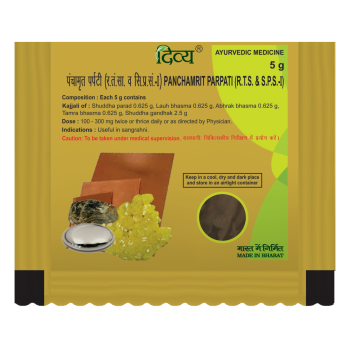 दिव्य®
AYURVEDIC MEDICINE
5 g
पंचामृत पर्पटी (र.तं.सा. व सि.प्र.सं.-I) PANCHAMRIT PARPATI (R.T.S. & S.P.S.-I)
Composition : Each 5 g contains
Kajjali of : Shuddha parad 0.625 g, Lauh bhasma 0.625 g, Abhrak bhasma 0.625 g,
Tamra bhasma 0.625 g, Shuddha gandhak 2.5 g
Dose : 100 - 300 mg twice or thrice daily or as directed by Physician.
Indications : Useful in sangrahni.
Caution: To be taken under medical supervision. सावधानी चिकित्सकीय निरीक्षण में प्रयोग करें।
Keep in a cool, dry and dark place
and store in an airtight container
भारत में निर्मित
MADE IN BHARAT